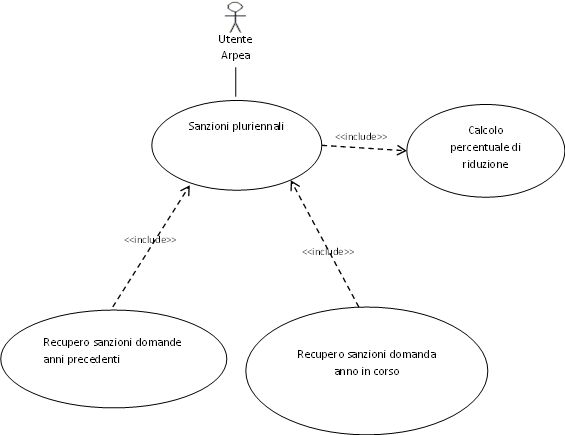 Utente
Arpea
Sanzioni pluriennali
<<include>>
Calcolo
percentuale di
riduzione
<<include>>
<<include>>
Recupero sanzioni domande
anni precedenti
Recupero sanzioni domanda
anno in corso